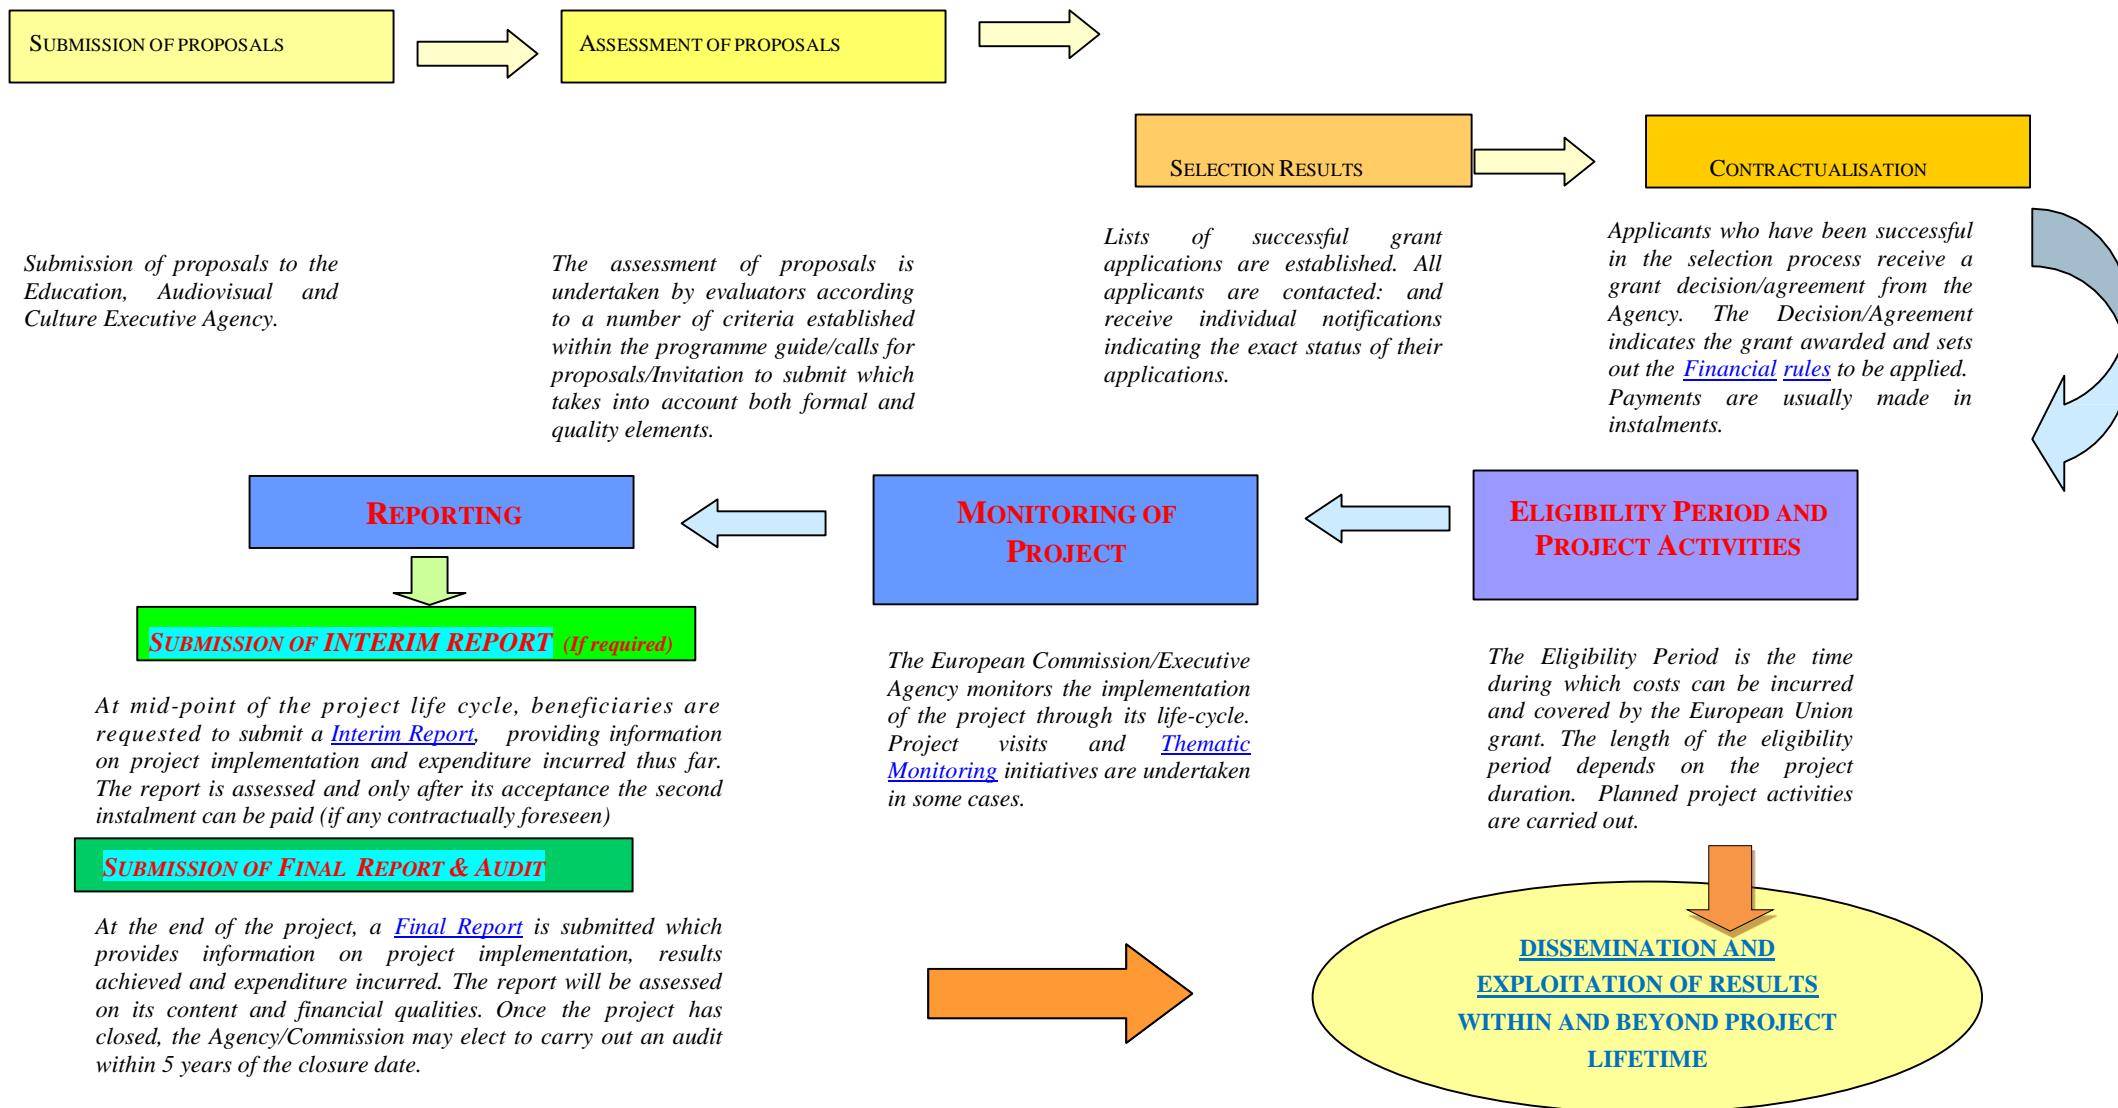 SUBMISSION OF PROPOSALS
ASSESSMENT OF PROPOSALS
SELECTION RESULTS
CONTRACTUALISATION
Submission of proposals to the
Education, Audiovisual and
Culture Executive Agency.
The assessment of proposals is
undertaken by evaluators according
to a number of criteria established
within the programme guide/calls for
proposals/Invitation to submit which
takes into account both formal and
quality elements.
Lists of successful grant
applications are established. All
applicants are contacted: and
receive individual notifications
indicating the exact status of their
applications.
Applicants who have been successful
in the selection process receive a
grant decision/agreement from the
Agency. The Decision/Agreement
indicates the grant awarded and sets
out the Financial rules to be applied.
Payments are usually made in
instalments.
ELIGIBILITY PERIOD AND
PROJECT ACTIVITIES
The Eligibility Period is the time
during which costs can be incurred
and covered by the European Union
grant. The length of the eligibility
period depends on the project
duration. Planned project activities
are carried out.
MONITORING OF
PROJECT
The European Commission/Executive
Agency monitors the implementation
of the project through its life-cycle.
Project visits and Thematic
Monitoring initiatives are undertaken
in some cases.
REPORTING
SUBMISSION OF INTERIM REPORT (If required)
At mid-point of the project life cycle, beneficiaries are
requested to submit a Interim Report, providing information
on project implementation and expenditure incurred thus far.
The report is assessed and only after its acceptance the second
instalment can be paid (if any contractually foreseen)
SUBMISSION OF FINAL REPORT & AUDIT
At the end of the project, a Final Report is submitted which
provides information on project implementation, results
achieved and expenditure incurred. The report will be assessed
on its content and financial qualities. Once the project has
closed, the Agency/Commission may elect to carry out an audit
within 5 years of the closure date.
DISSEMINATION AND
EXPLOITATION OF RESULTS
WITHIN AND BEYOND PROJECT
LIFETIME